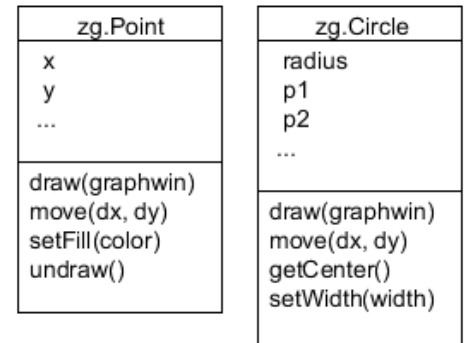 zg.Point
x
y
...
draw(graphwin)
move(dx, dy)
setFill(color)
undraw()
zg.Circle
radius
p1
p2
...
draw(graphwin)
move(dx, dy)
getCenter()
setWidth(width)